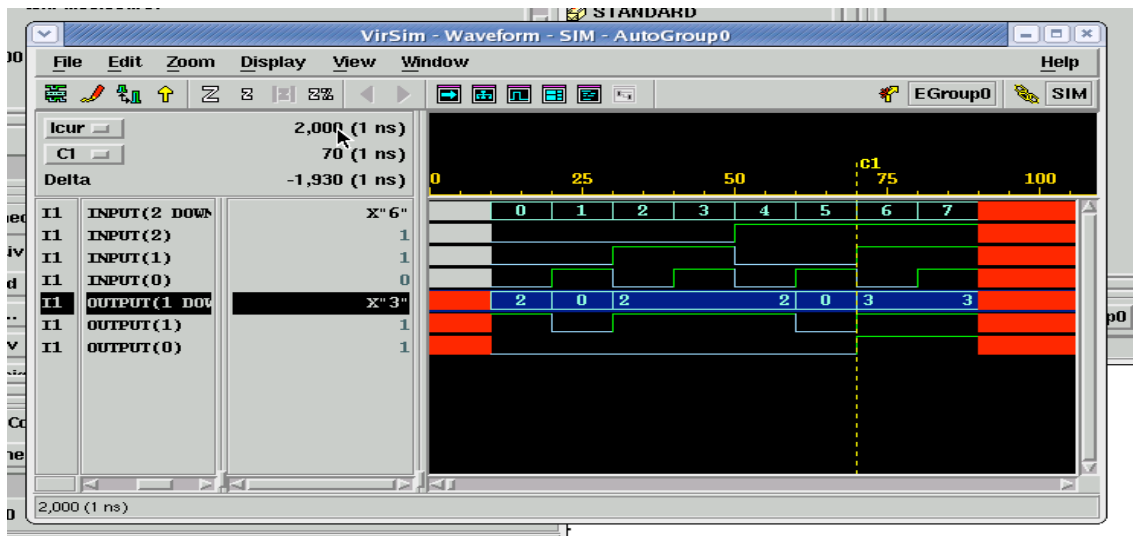 STANDARD
VirSim - Waveform - SIM - AutoGroup0
File Edit Zoom Display View Window Help
EGroup0 SIM
Icur 2,000 (1 ns)
C1 70 (1 ns)
Delta -1,930 (1 ns)
C1
0 25 50 75 100
I1 INPUT(2 DOWN X"6" 0 1 2 3 4 5 6 7
I1 INPUT(2) 1
I1 INPUT(1) 1
I1 INPUT(0) 0
I1 OUTPUT(1 DOW X"3" 2 0 2 2 0 3 3
I1 OUTPUT(1) 1
I1 OUTPUT(0) 1
p0
Co
2,000 (1 ns)